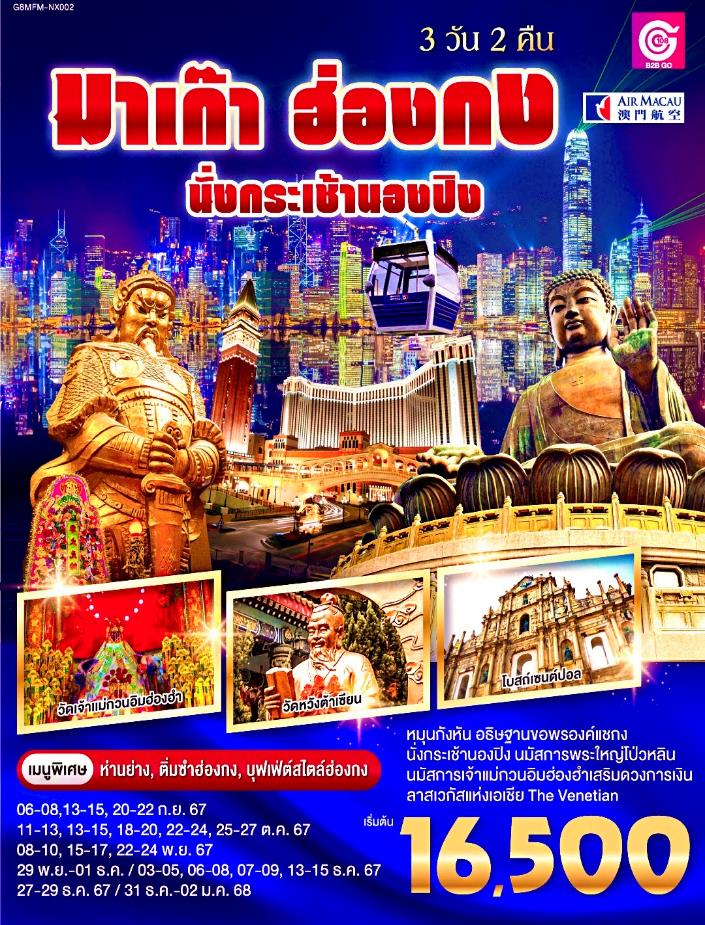 GBMFM-NX002
3 วัน 2 คืน
G108
B2B GO
มาเก๊า ฮ่องกง
AIR MACAU
澳門航空
นั่งกระเช้านองปิง
วัดเจ้าแม่กวนอิมฮ่องฮำ
วัดหวังต้าเซียน
โบสถ์เซนต์ปอล
หมุนกังหัน อธิษฐานขอพรองค์แชกง
นั่งกระเช้านองปิง นมัสการพระใหญ่โป่วหลิน
นมัสการเจ้าแม่กวนอิมฮ่องฮำเสริมดวงการเงิน
ลาสเวกัสแห่งเอเชีย The Venetian
เมนูพิเศษ ห่านย่าง, ติ่มซำฮ่องกง, บุฟเฟ่ต์สไตล์ฮ่องกง
06-08,13-15, 20-22 ก.ย. 67
11-13, 13-15, 18-20, 22-24, 25-27 ต.ค. 67
08-10, 15-17, 22-24 พ.ย. 67
29 พ.ย.-01 ธ.ค. / 03-05, 06-08, 07-09, 13-15 ธ.ค. 67
27-29 ธ.ค. 67 / 31 ธ.ค.-02 ม.ค. 68
เริ่มต้น 16,500